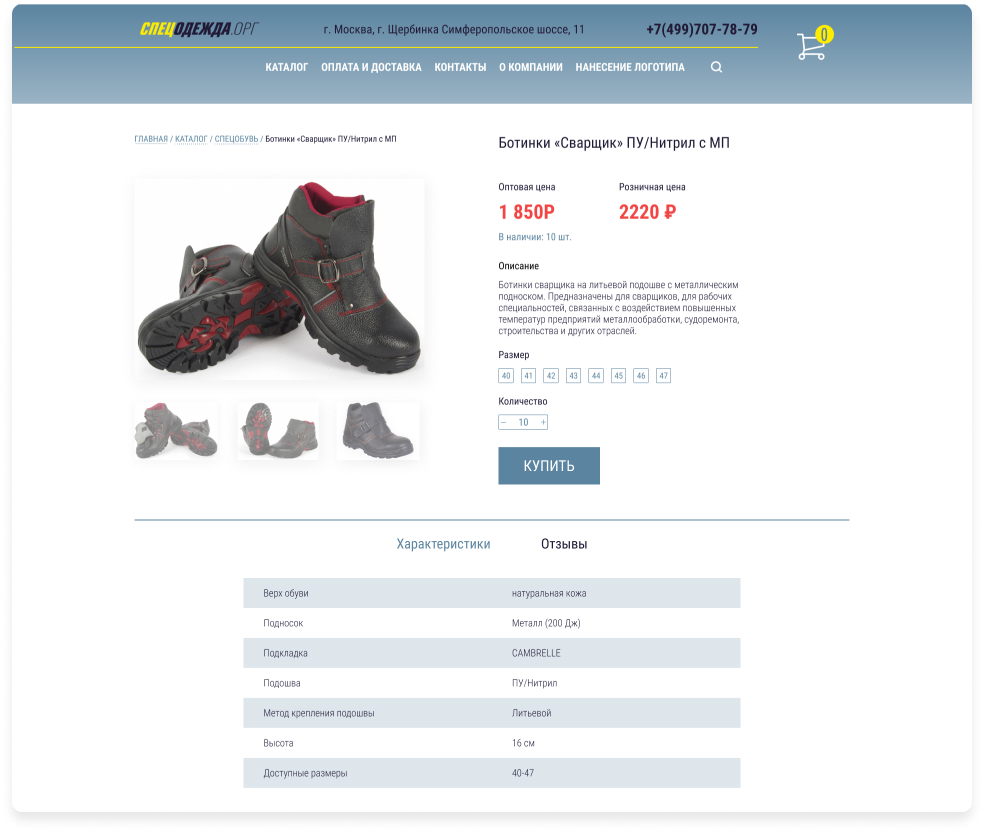 СПЕЦОДЕЖДА.ОРГ
г. Москва, г. Щербинка Симферопольское шоссе, 11
+7(499)707-78-79
0
КАТАЛОГ ОПЛАТА И ДОСТАВКА КОНТАКТЫ О КОМПАНИИ НАНЕСЕНИЕ ЛОГОТИПА
ГЛАВНАЯ / КАТАЛОГ / СПЕЦОБУВЬ / Ботинки «Сварщик» ПУ/Нитрил с МП
Ботинки «Сварщик» ПУ/Нитрил с МП
Оптовая цена Розничная цена
1 850Р 2220 ₽
В наличии: 10 шт.
Описание
Ботинки сварщика на литьевой подошве с металлическим
подноском. Предназначены для сварщиков, для рабочих
специальностей, связанных с воздействием повышенных
температур предприятий металлообработки, судоремонта,
строительства и других отраслей.
Размер
40 41 42 43 44 45 46 47
Количество
– 10 +
КУПИТЬ
Характеристики Отзывы
Верх обуви натуральная кожа
Подносок Металл (200 Дж)
Подкладка CAMBRELLE
Подошва ПУ/Нитрил
Метод крепления подошвы Литьевой
Высота 16 см
Доступные размеры 40-47